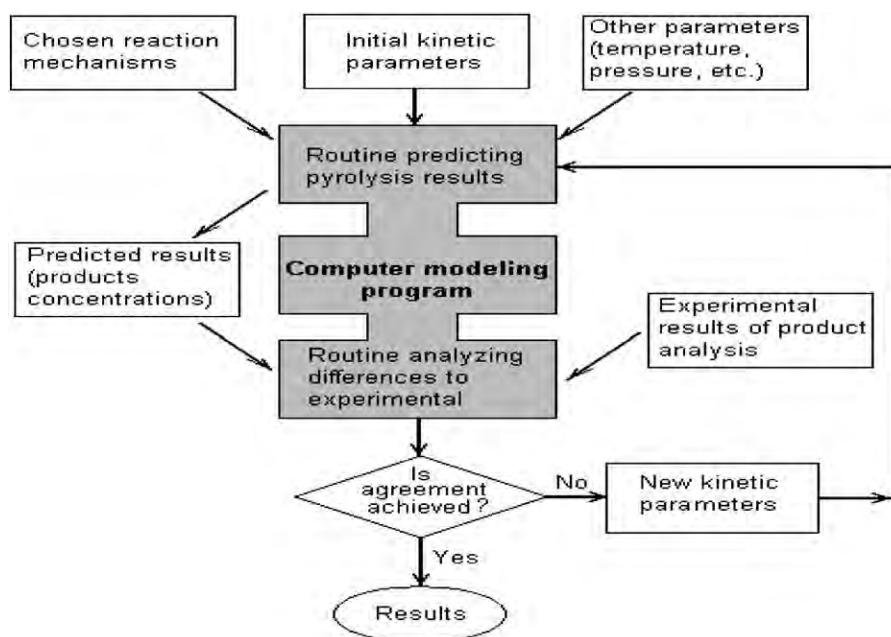 Chosen reaction
mechanisms
Initial kinetic
parameters
Other parameters
(temperature,
pressure, etc.)
Routine predicting
pyrolysis results
Predicted results
(products
concentrations)
Computer modeling
program
Experimental
results of product
analysis
Routine analyzing
differences to
experimental
Is
agreement
achieved?
No
New kinetic
parameters
Yes
Results